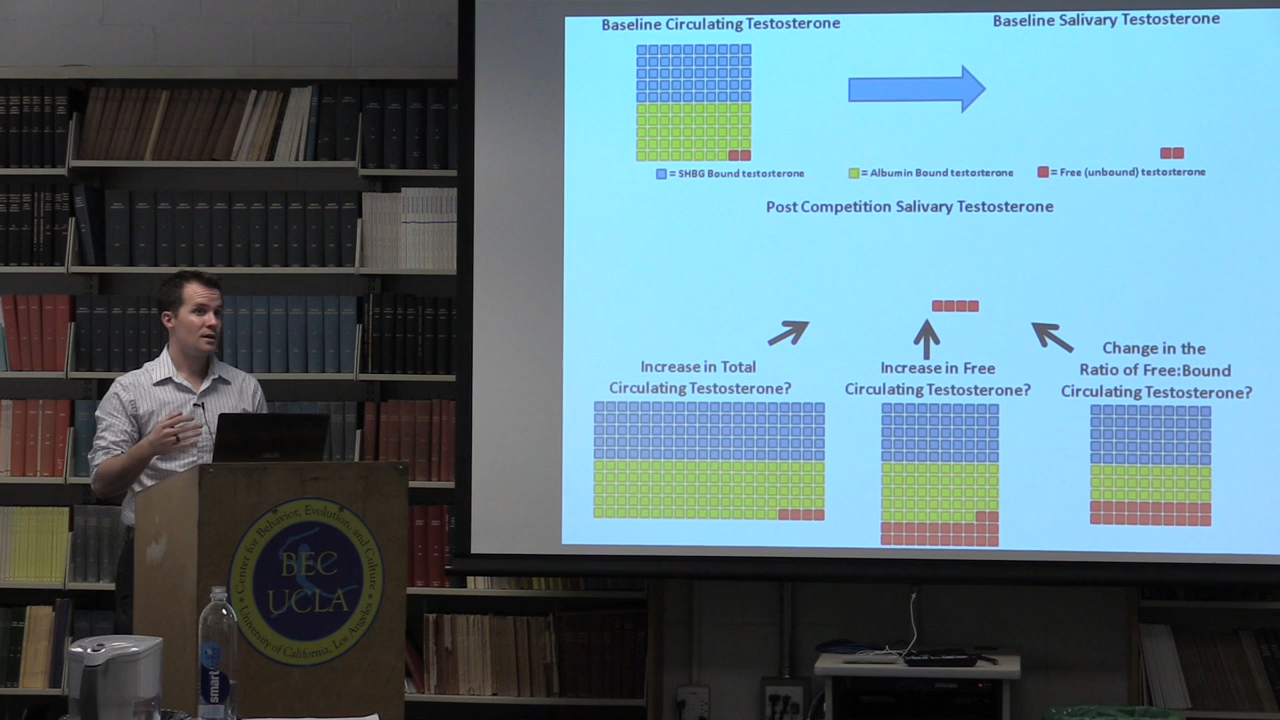 Baseline Circulating Testosterone
Baseline Salivary Testosterone
= SHBG Bound testosterone
= Albumin Bound testosterone
= Free (unbound) testosterone
Post Competition Salivary Testosterone
Increase in Total
Circulating Testosterone?
Increase in Free
Circulating Testosterone?
Change in the
Ratio of Free:Bound
Circulating Testosterone?
Center for Behavior, Evolution, and Culture
BEC
UCLA
University of California, Los Angeles
smart